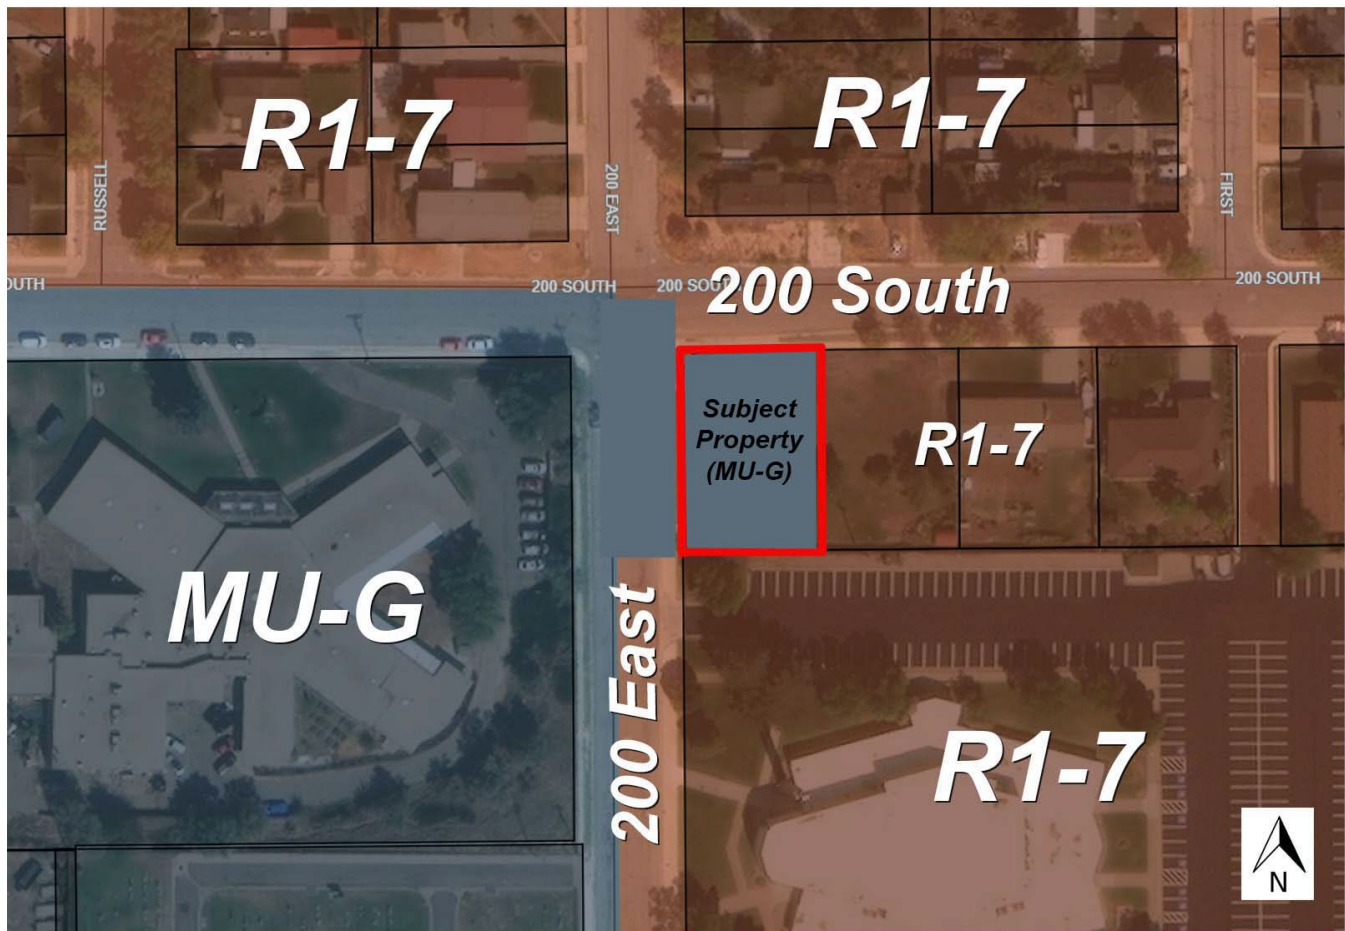 R1-7
R1-7
RUSSELL
200 EAST
FIRST
OUTH
200 SOUTH
200 SOUTH
200 South
200 SOUTH
Subject
Property
(MU-G)
R1-7
MU-G
200 East
R1-7
N